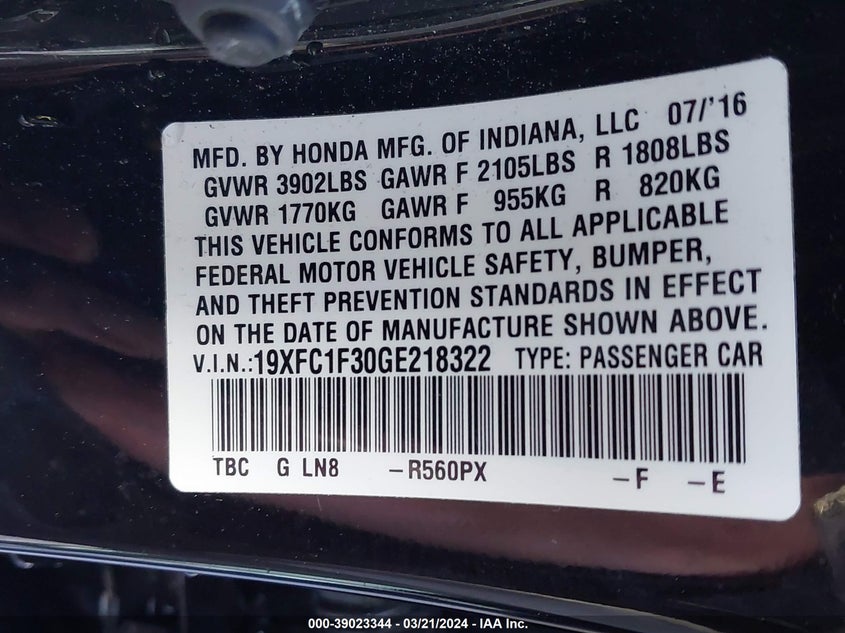 MFD. BY HONDA MFG. OF INDIANA, LLC 07/'16
GVWR 3902LBS GAWR F 2105LBS R 1808LBS
GVWR 1770KG GAWR F 955KG R 820KG
THIS VEHICLE CONFORMS TO ALL APPLICABLE
FEDERAL MOTOR VEHICLE SAFETY, BUMPER,
AND THEFT PREVENTION STANDARDS IN EFFECT
ON THE DATE OF MANUFACTURE SHOWN ABOVE.
V.I.N.:19XFC1F30GE218322 TYPE: PASSENGER CAR
TBC G LN8 –R560PX –F –E
000-39023344 / 03/21/2024 - IAA Inc.